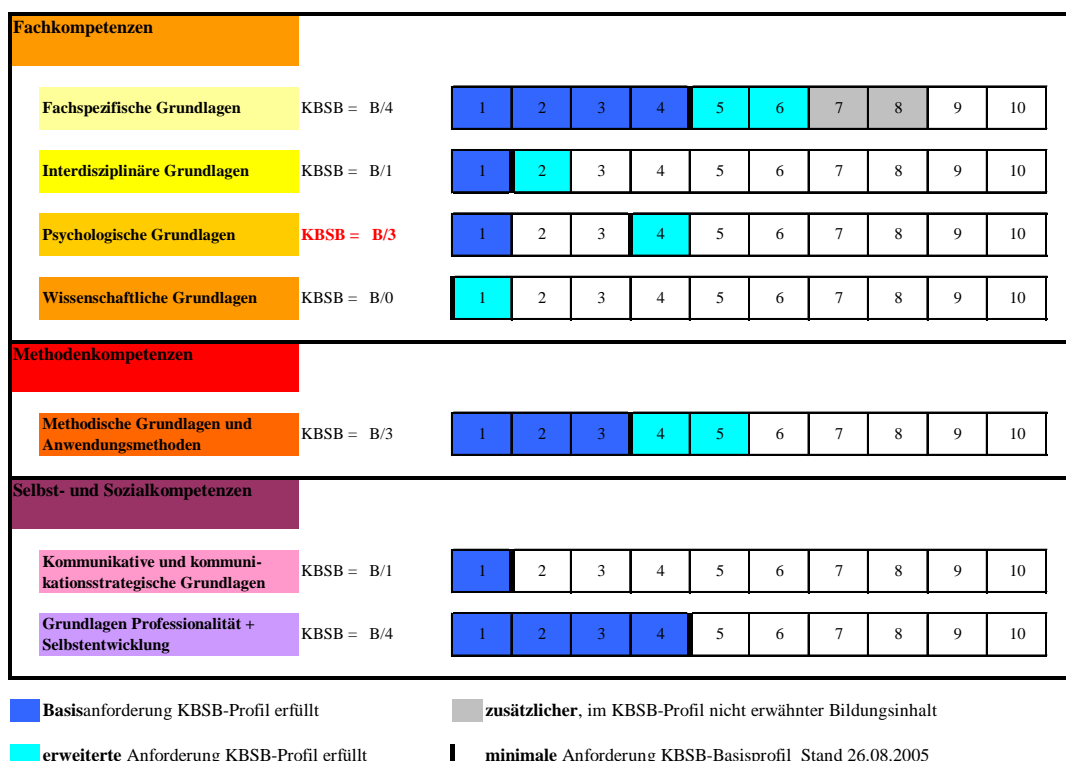 Fachkompetenzen
Fachspezifische Grundlagen KBSB = B/4 1 2 3 4 5 6 7 8 9 10
Interdisziplinäre Grundlagen KBSB = B/1 1 2 3 4 5 6 7 8 9 10
Psychologische Grundlagen KBSB = B/3 1 2 3 4 5 6 7 8 9 10
Wissenschaftliche Grundlagen KBSB = B/0 1 2 3 4 5 6 7 8 9 10
Methodenkompetenzen
Methodische Grundlagen und
Anwendungsmethoden KBSB = B/3 1 2 3 4 5 6 7 8 9 10
Selbst- und Sozialkompetenzen
Kommunikative und kommuni-
kationsstrategische Grundlagen KBSB = B/1 1 2 3 4 5 6 7 8 9 10
Grundlagen Professionalität +
Selbstentwicklung KBSB = B/4 1 2 3 4 5 6 7 8 9 10
Basisanforderung KBSB-Profil erfüllt zusätzlicher, im KBSB-Profil nicht erwähnter Bildungsinhalt
erweiterte Anforderung KBSB-Profil erfüllt minimale Anforderung KBSB-Basisprofil Stand 26.08.2005